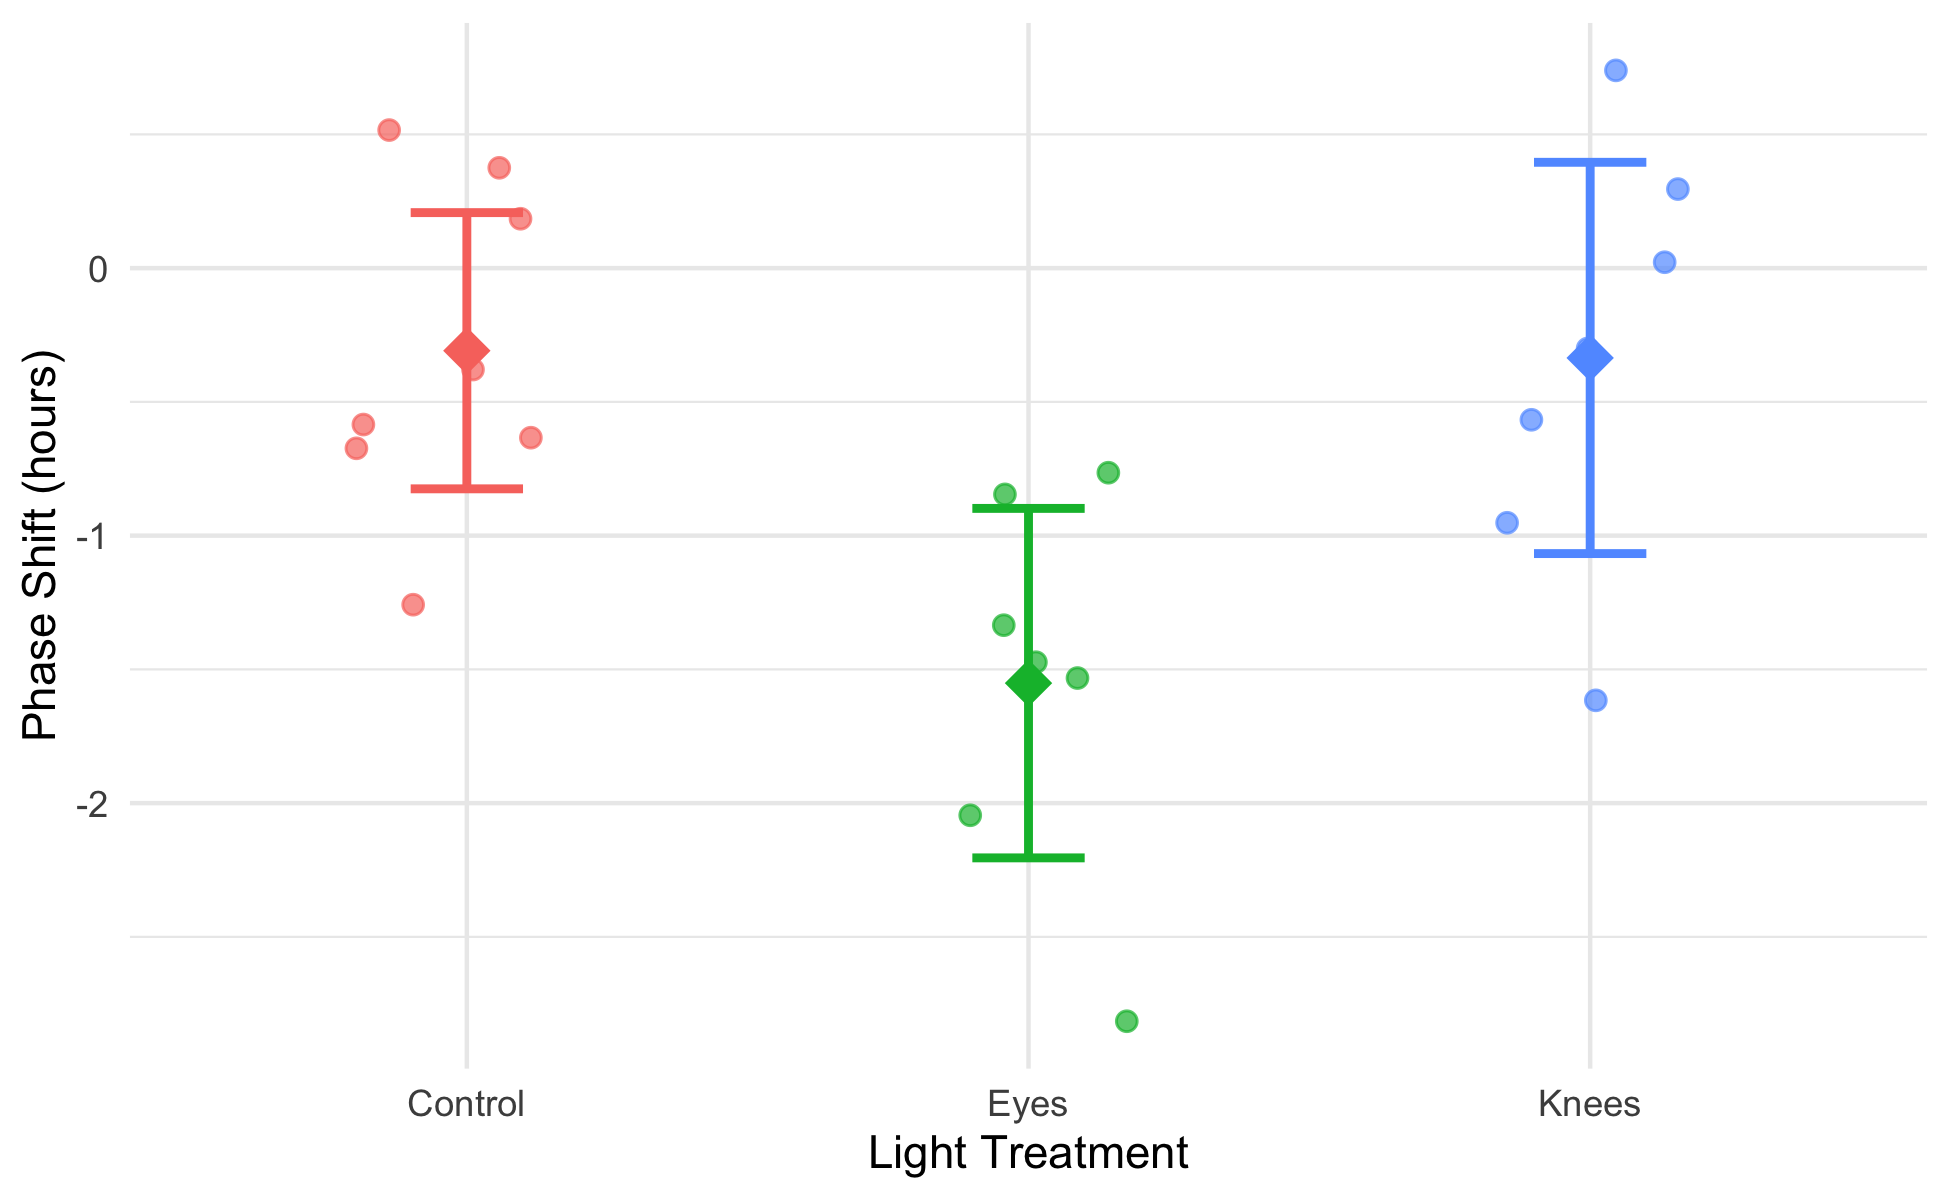 Phase Shift (hours)
0
-1
-2
Control
Eyes
Knees
Light Treatment